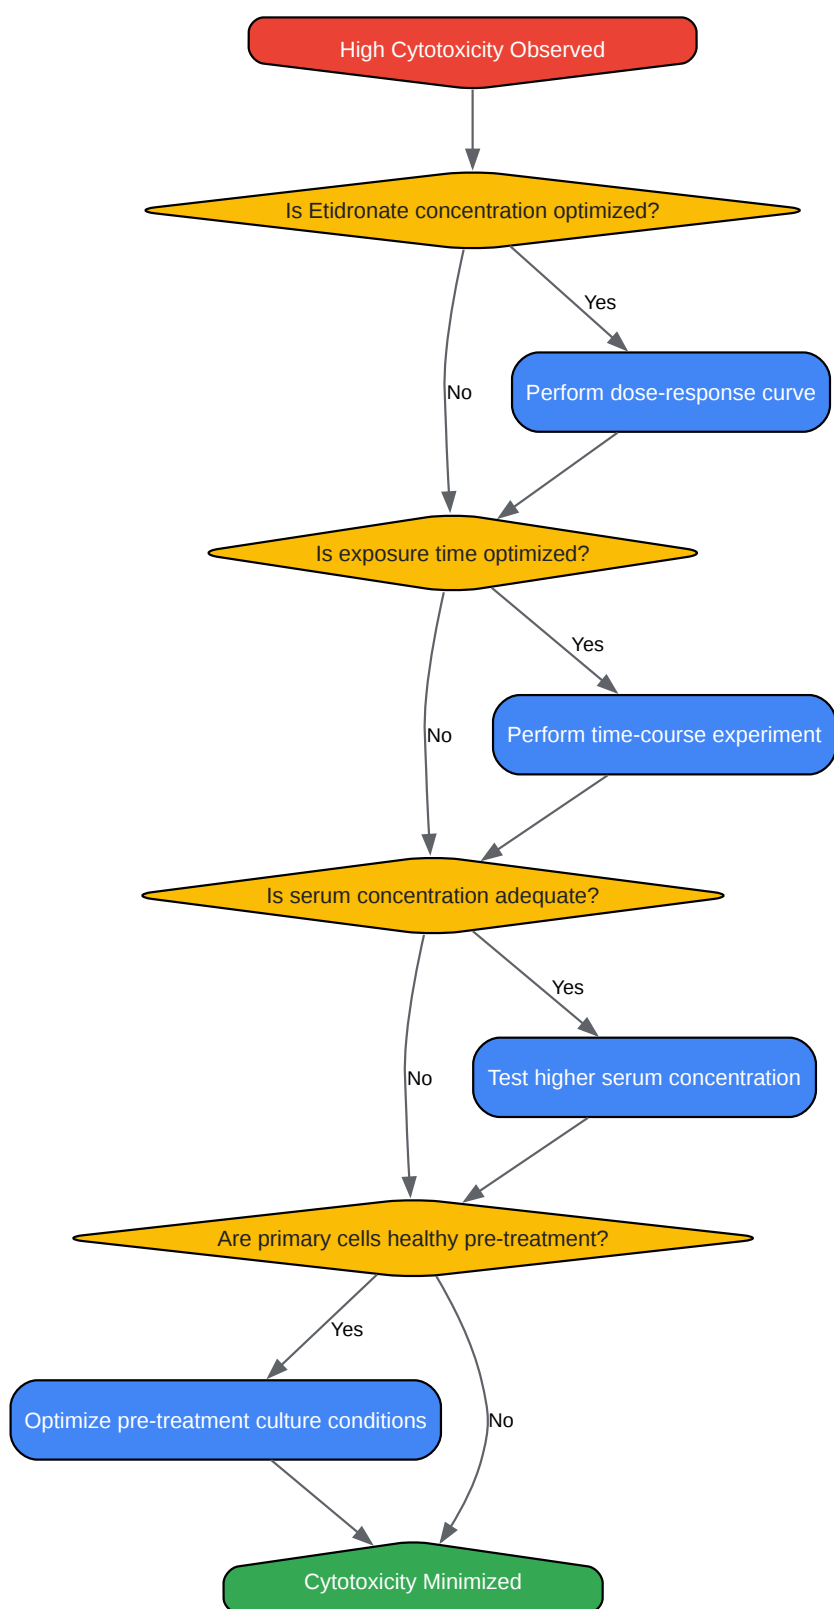 High Cytotoxicity Observed
Is Etidronate concentration optimized?
Yes
Perform dose-response curve
No
Is exposure time optimized?
Yes
Perform time-course experiment
No
Is serum concentration adequate?
Yes
Test higher serum concentration
No
Are primary cells healthy pre-treatment?
Yes
Optimize pre-treatment culture conditions
No
Cytotoxicity Minimized